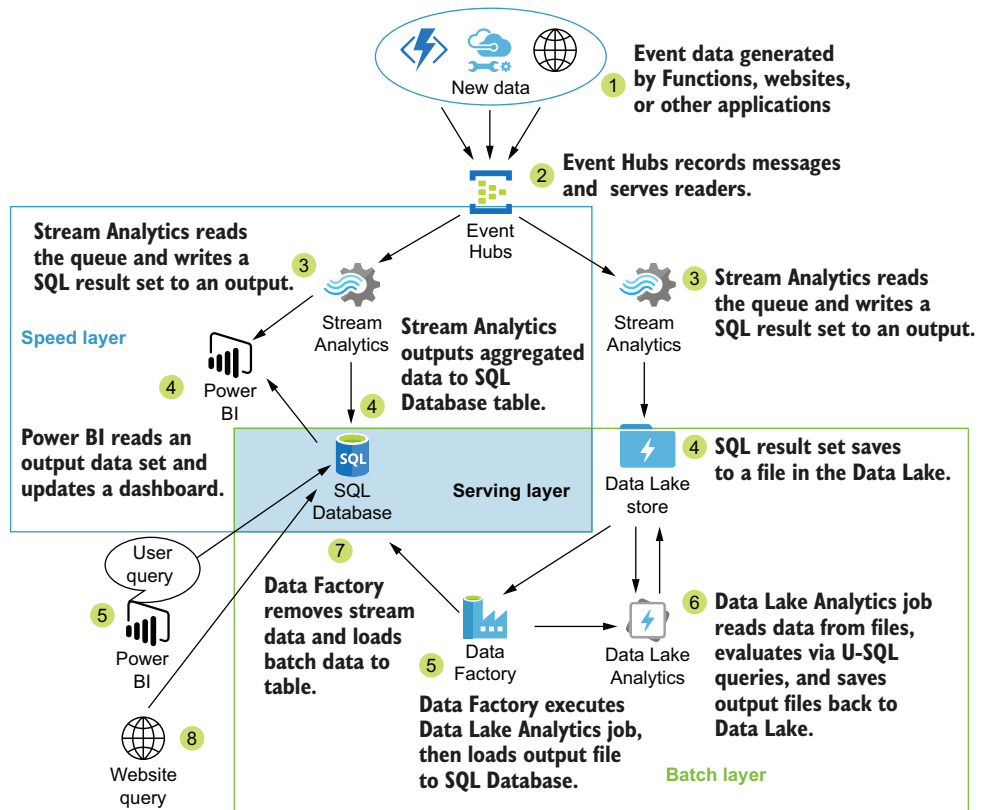 New data
1
Event data generated
by Functions, websites,
or other applications
2
Event Hubs records messages
and serves readers.
Event
Hubs
Stream Analytics reads
the queue and writes a
SQL result set to an output.
3
Stream
Analytics
3
Stream Analytics reads
the queue and writes a
SQL result set to an output.
Stream
Analytics
Speed layer
Stream Analytics
outputs aggregated
data to SQL
Database table.
4
4
Power
BI
Power BI reads an
output data set and
updates a dashboard.
SQL
SQL
Database
Serving layer
Data Lake
store
4
SQL result set saves
to a file in the Data Lake.
User
query
5
Power
BI
7
Data Factory
removes stream
data and loads
batch data to
table.
Data
Factory
5
Data Factory executes
Data Lake Analytics job,
then loads output file
to SQL Database.
Data Lake
Analytics
6
Data Lake Analytics job
reads data from files,
evaluates via U-SQL
queries, and saves
output files back to
Data Lake.
8
Website
query
Batch layer